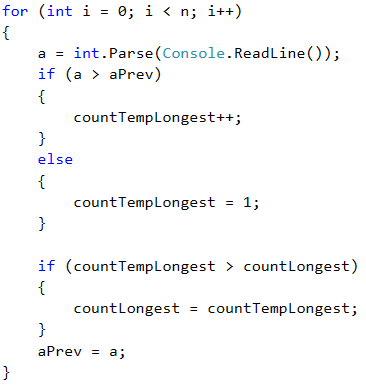 for (int i = 0; i < n; i++)
{
    a = int.Parse(Console.ReadLine());
    if (a > aPrev)
    {
        countTempLongest++;
    }
    else
    {
        countTempLongest = 1;
    }

    if (countTempLongest > countLongest)
    {
        countLongest = countTempLongest;
    }
    aPrev = a;
}